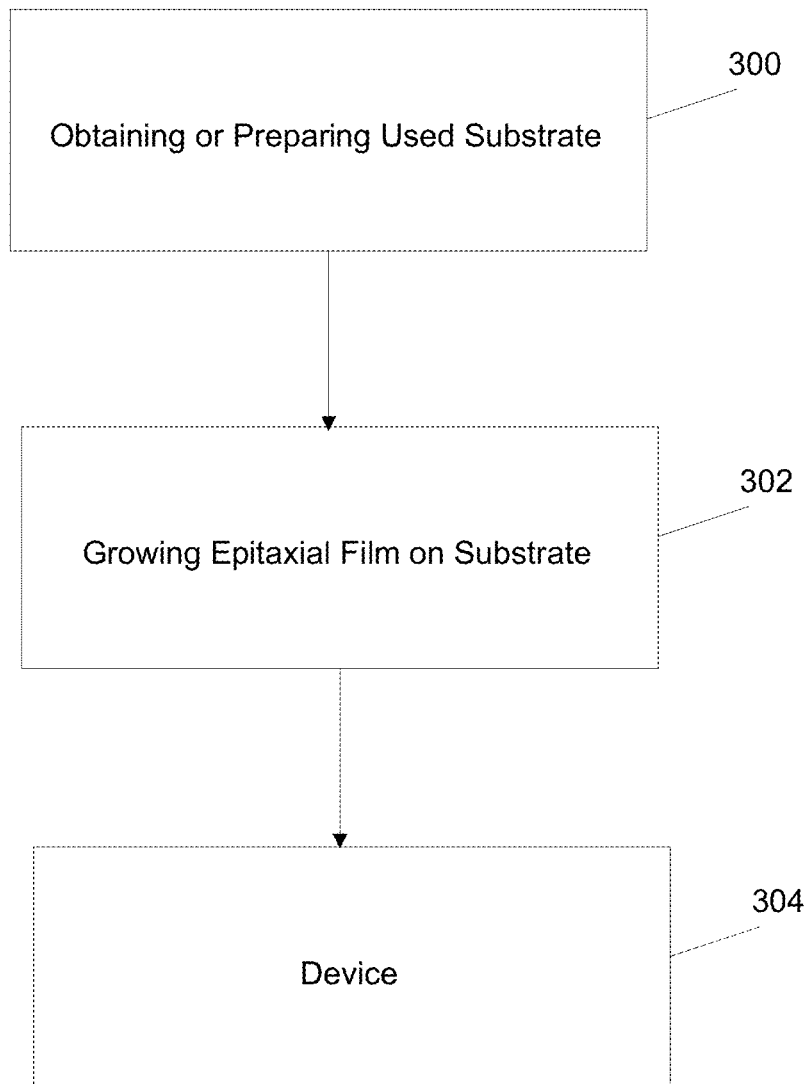 300
Obtaining or Preparing Used Substrate
302
Growing Epitaxial Film on Substrate
304
Device